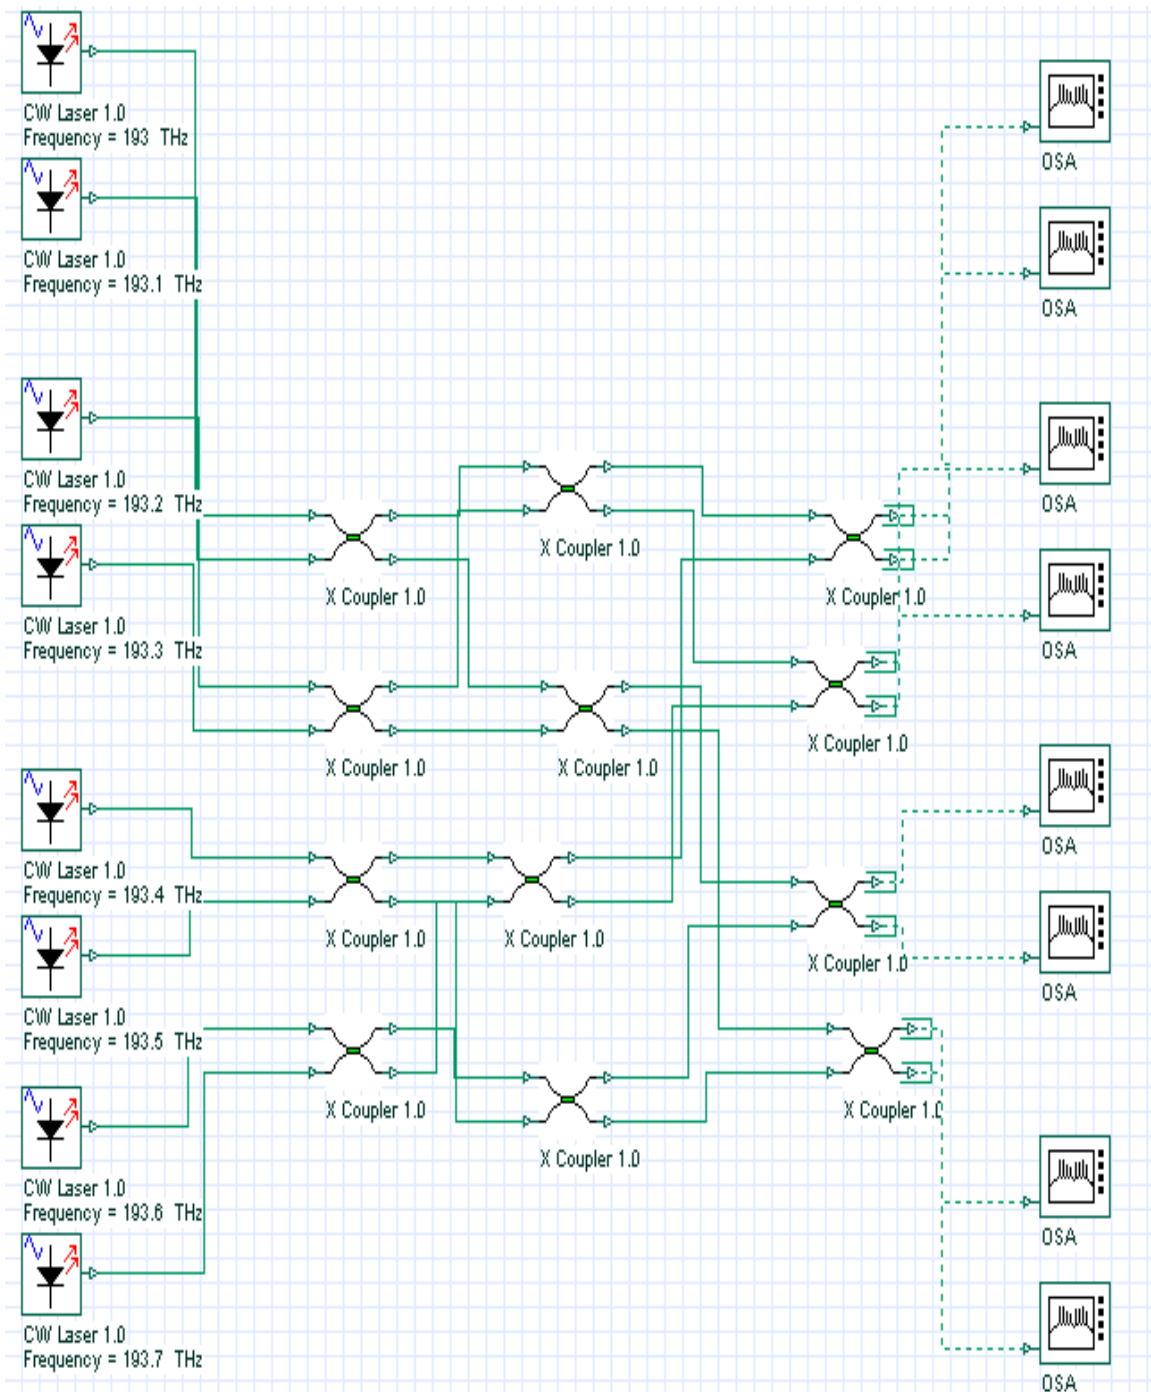 CW Laser 1.0
Frequency = 193 THz
OSA
CW Laser 1.0
Frequency = 193.1 THz
OSA
CW Laser 1.0
Frequency = 193.2 THz
OSA
X Coupler 1.0
X Coupler 1.0
X Coupler 1.0
CW Laser 1.0
Frequency = 193.3 THz
OSA
X Coupler 1.0
X Coupler 1.0
X Coupler 1.0
OSA
CW Laser 1.0
Frequency = 193.4 THz
X Coupler 1.0
X Coupler 1.0
X Coupler 1.0
OSA
CW Laser 1.0
Frequency = 193.5 THz
X Coupler 1.0
X Coupler 1.0
X Coupler 1.0
CW Laser 1.0
Frequency = 193.6 THz
OSA
CW Laser 1.0
Frequency = 193.7 THz
OSA